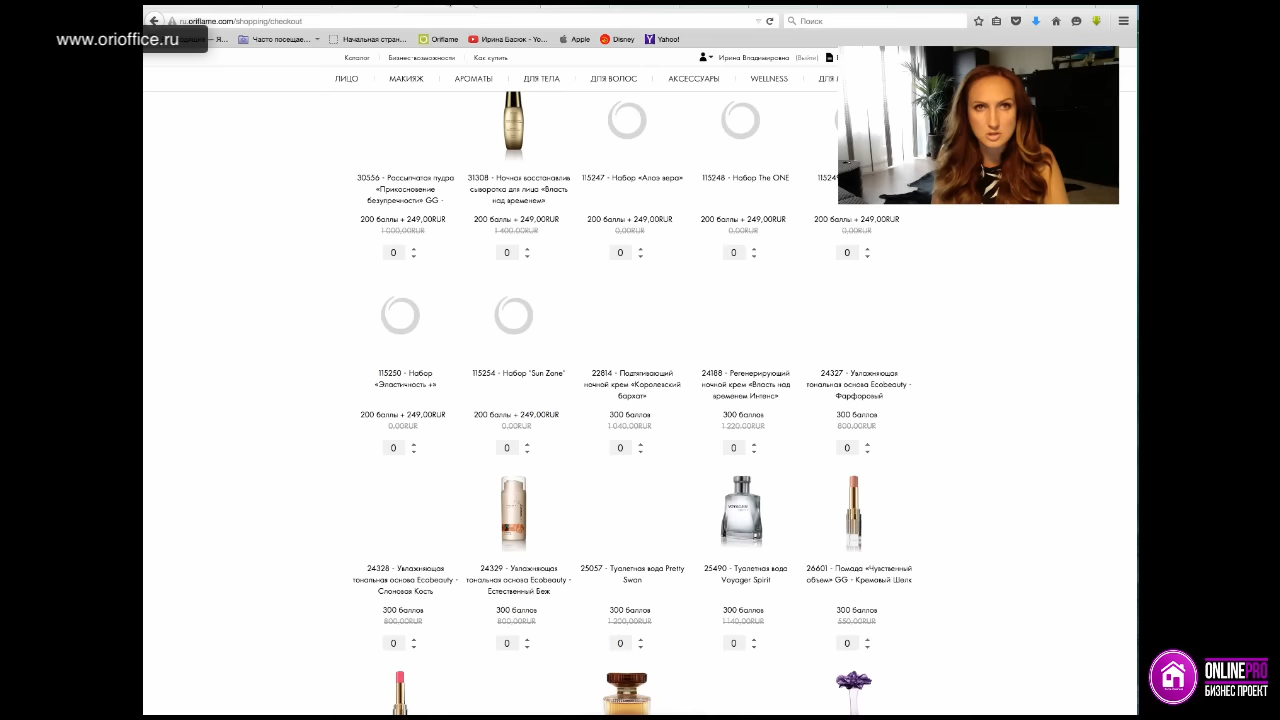 ru.oriflame.com/shopping/checkout
Поиск
www.orioffice.ru
Часто посещае...
Начальная стран...
Oriflame
Ирина Басюк - Yo...
Apple
Disney
Yahoo!
Каталог
Бизнес-возможности
Как купить
Ирина Владимировна
(Выйти)
ЛИЦО
МАКИЯЖ
АРОМАТЫ
ДЛЯ ТЕЛА
ДЛЯ ВОЛОС
АКСЕССУАРЫ
WELLNESS
30556 - Рассыпчатая пудра
«Прикосновение
безупречности» GG -
200 баллы + 249,00RUR
1 000,00RUR
0
31308 - Ночная восстанавлив
сыворотка для лица «Власть
над временем»
200 баллы + 249,00RUR
1 400,00RUR
0
115247 - Набор «Алоэ вера»
200 баллы + 249,00RUR
0,00RUR
0
115248 - Набор The ONE
200 баллы + 249,00RUR
0,00RUR
0
200 баллы + 249,00RUR
0,00RUR
0
115250 - Набор
«Эластичность +»
200 баллы + 249,00RUR
0,00RUR
0
115254 - Набор "Sun Zone"
200 баллы + 249,00RUR
0,00RUR
0
22814 - Подтягивающий
ночной крем «Королевский
бархат»
300 баллов
1 040,00RUR
0
24188 - Регенерирующий
ночной крем «Власть над
временем Интенс»
300 баллов
1 220,00RUR
0
24327 - Увлажняющая
тональная основа Ecobeauty -
Фарфоровый
300 баллов
800,00RUR
0
24328 - Увлажняющая
тональная основа Ecobeauty -
Слоновая Кость
300 баллов
800,00RUR
0
24329 - Увлажняющая
тональная основа Ecobeauty -
Естественный Беж
300 баллов
800,00RUR
0
25057 - Туалетная вода Pretty
Swan
300 баллов
1 200,00RUR
0
25490 - Туалетная вода
Voyager Spirit
300 баллов
1 140,00RUR
0
26601 - Помада «Чувственный
объем» GG - Кремовый Шелк
300 баллов
550,00RUR
0
ONLINEPRO
БИЗНЕС ПРОЕКТ